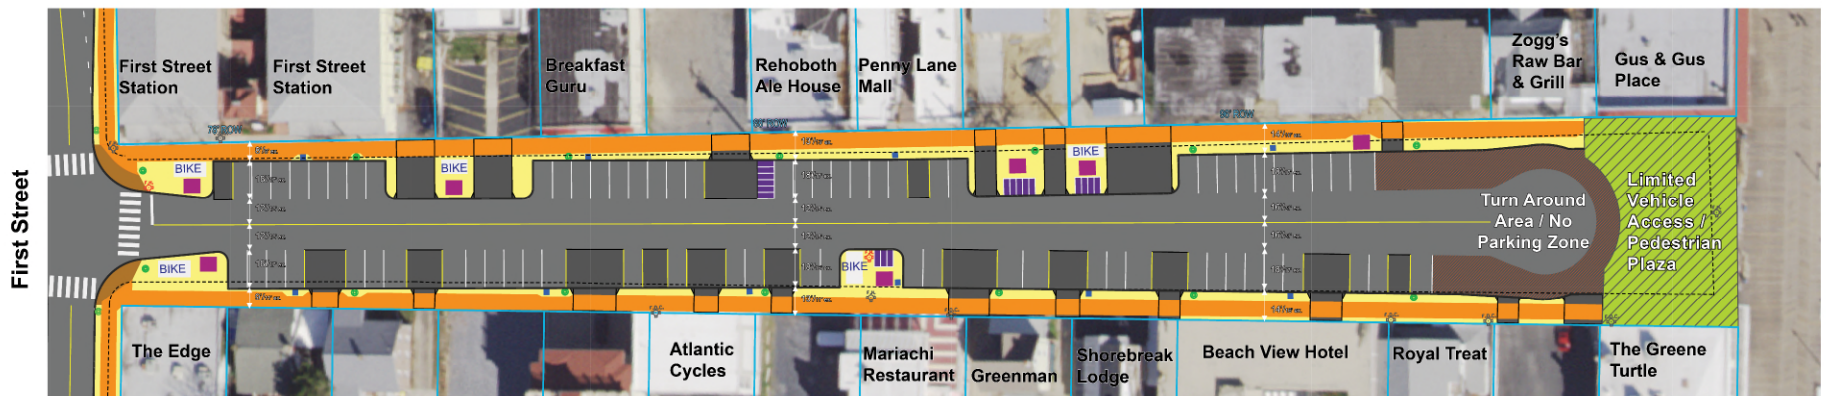 First Street
Station
First Street
Station
Breakfast
Guru
Rehoboth
Ale House
Penny Lane
Mall
Zogg's
Raw Bar
& Grill
Gus & Gus
Place
BIKE
BIKE
BIKE
First Street
Turn Around
Area / No
Parking Zone
Limited
Vehicle
Access /
Pedestrian
Plaza
BIKE
BIKE
The Edge
Atlantic
Cycles
Mariachi
Restaurant
Greenman
Shorebreak
Lodge
Beach View Hotel
Royal Treat
The Greene
Turtle